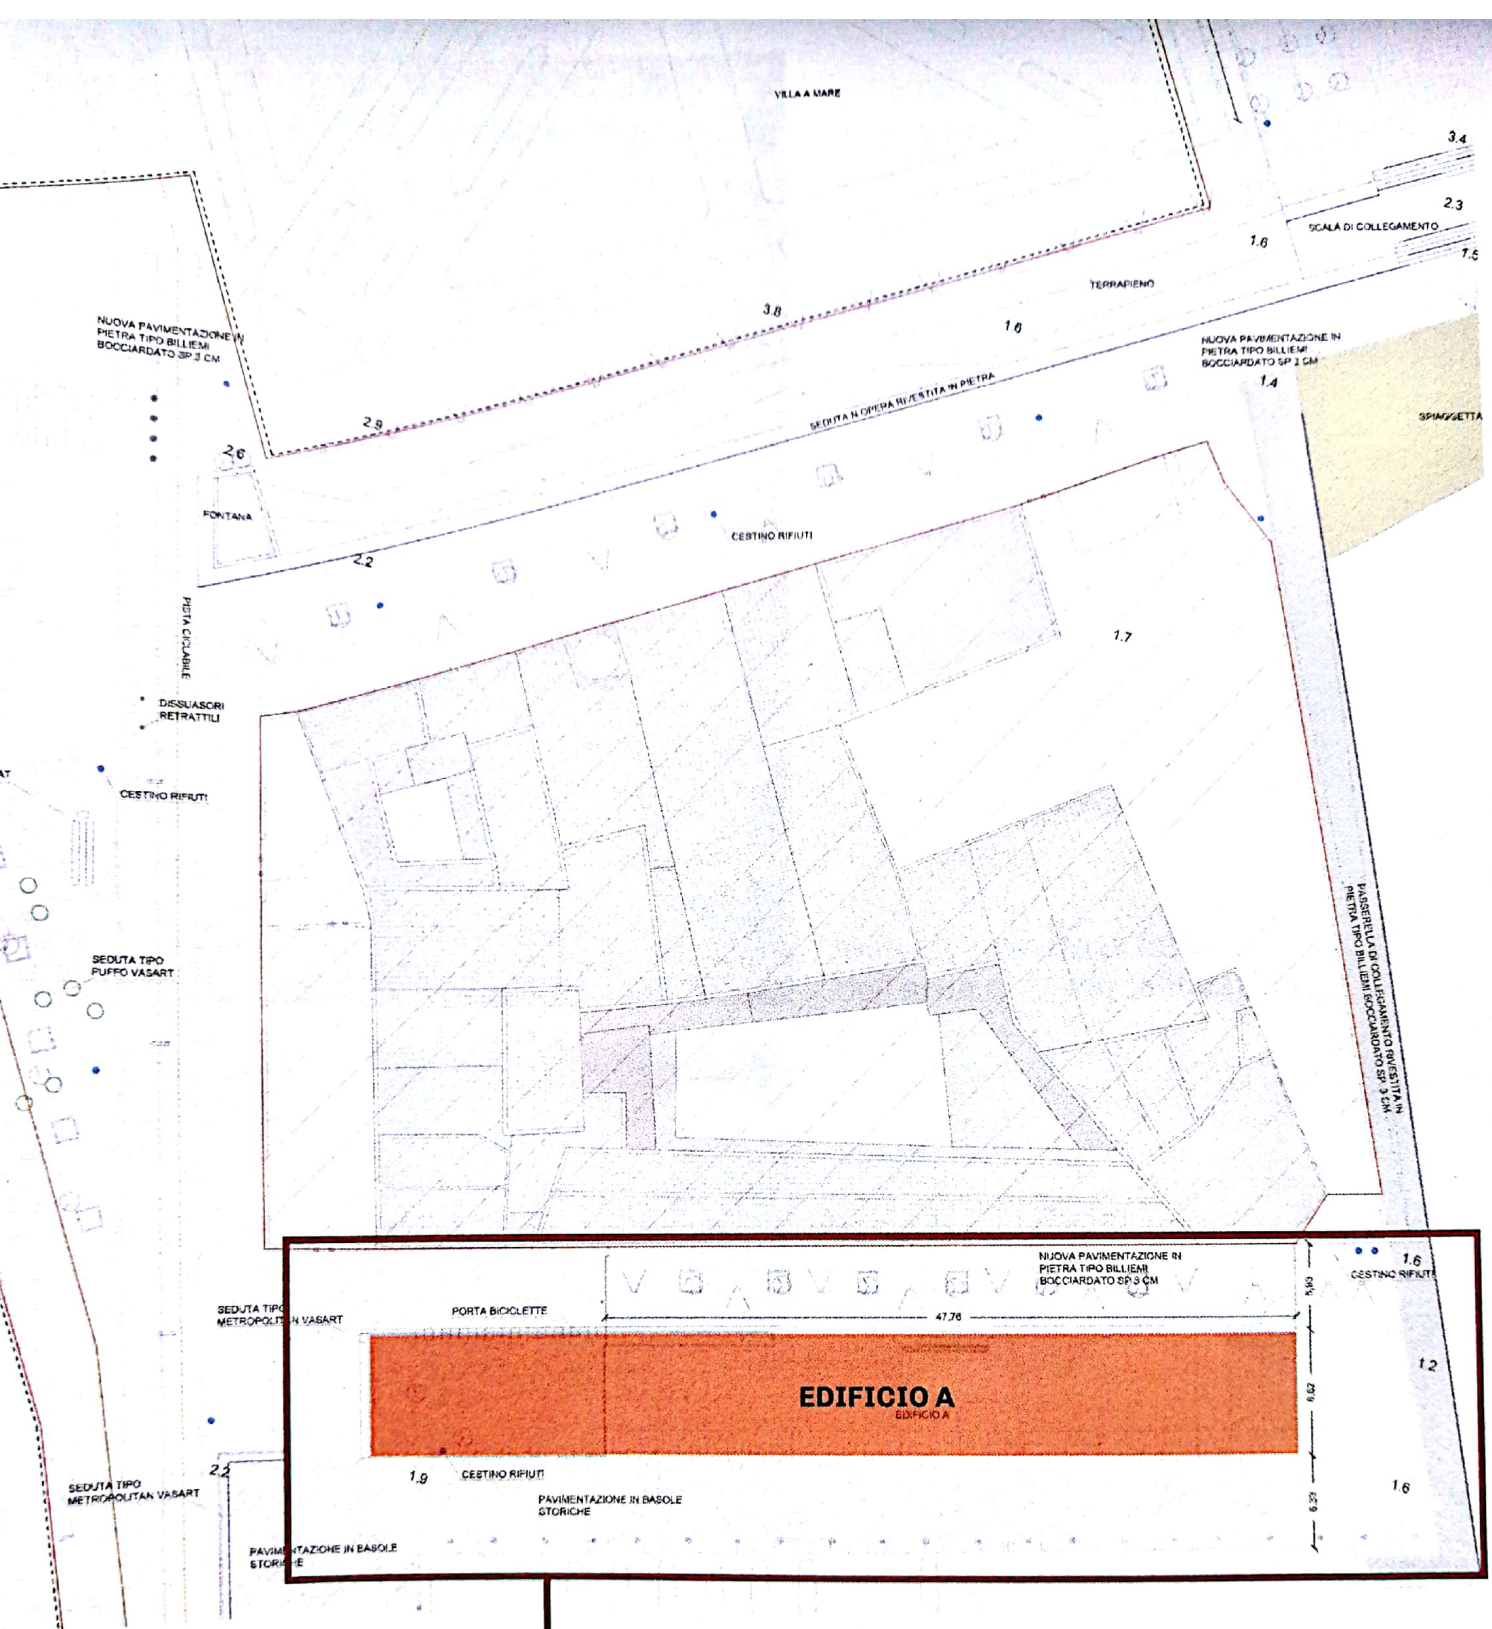 VILLA A MARE
3.4
2.3
SCALA DI COLLEGAMENTO
1.6
1.5
TERRAPIENO
3.8
1.6
NUOVA PAVIMENTAZIONE IN
PIETRA TIPO BILLIEMI
BOCCIARDATO SP.3 CM
NUOVA PAVIMENTAZIONE IN
PIETRA TIPO BILLIEMI
BOCCIARDATO SP 3 CM
1.4
SEDUTA IN OPERA RIVESTITA IN PIETRA
SPIAGGETTA
2.9
2.6
FONTANA
CESTINO RIFIUTI
2.2
PISTA CICLABILE
1.7
DISSUASORI
RETRATTILI
AT
CESTINO RIFIUTI
SEDUTA TIPO
PUFFO VASART
PASSERELLA DI COLLEGAMENTO RIVESTITA IN
PIETRA TIPO BILLIEMI BOCCIARDATO SP. 3 CM
NUOVA PAVIMENTAZIONE IN
PIETRA TIPO BILLIEMI
BOCCIARDATO SP 3 CM
1.6
CESTINO RIFIUTI
SEDUTA TIPO
METROPOLITAN VASART
PORTA BICICLETTE
47,76
1.2
EDIFICIO A
EDIFICIO A
2.2
1.9
CESTINO RIFIUTI
SEDUTA TIPO
METROPOLITAN VASART
PAVIMENTAZIONE IN BASOLE
STORICHE
1.6
PAVIMENTAZIONE IN BASOLE
STORICHE